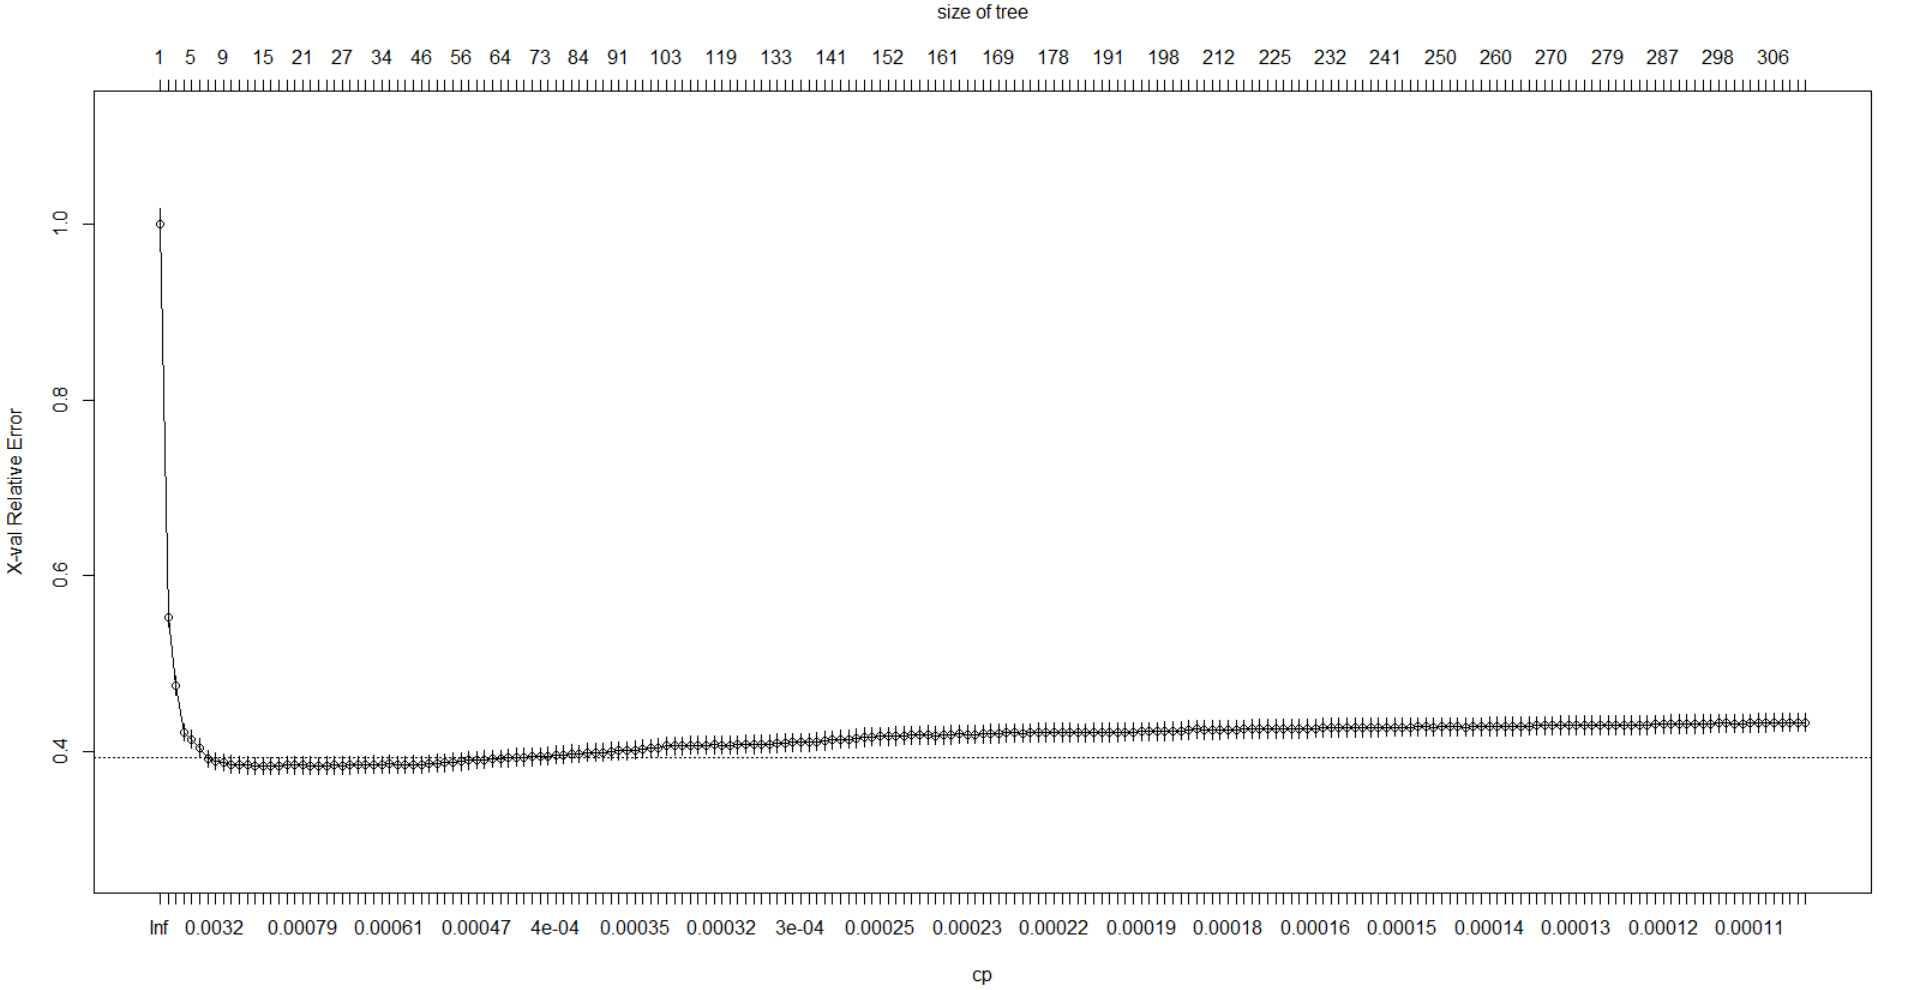 size of tree
1 5 9 15 21 27 34 46 56 64 73 84 91 103 119 133 141 152 161 169 178 191 198 212 225 232 241 250 260 270 279 287 298 306
X-val Relative Error
1.0
0.8
0.6
0.4
Inf 0.0032 0.00079 0.00061 0.00047 4e-04 0.00035 0.00032 3e-04 0.00025 0.00023 0.00022 0.00019 0.00018 0.00016 0.00015 0.00014 0.00013 0.00012 0.00011
cp